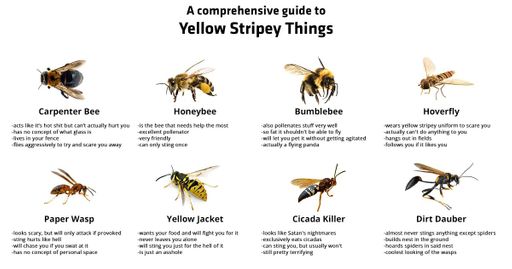 A comprehensive guide to
Yellow Stripey Things
Carpenter Bee
-acts like it's hot shit but can't actually hurt you
-has no concept of what glass is
-lives in your fence
-flies aggressively to try and scare you away
Honeybee
-is the bee that needs help the most
-excellent pollenator
-very friendly
-can only sting once
Bumblebee
-also pollenates stuff very well
-so fat it shouldn't be able to fly
-will let you pet it without getting agitated
-actually a flying panda
Hoverfly
-wears yellow stripey uniform to scare you
-actually can't do anything to you
-hangs out in fields
-follows you if it likes you
Paper Wasp
-looks scary, but will only attack if provoked
-sting hurts like hell
-will chase you if you swat at it
-has no concept of personal space
Yellow Jacket
-wants your food and will fight you for it
-never leaves you alone
-will sting you just for the hell of it
-is just an asshole
Cicada Killer
-looks like Satan's nightmares
-exclusively eats cicadas
-can sting you, but usually won't
-still pretty terrifying
Dirt Dauber
-almost never stings anything except spiders
-builds nest in the ground
-hoards spiders in said nest
-coolest looking of the wasps